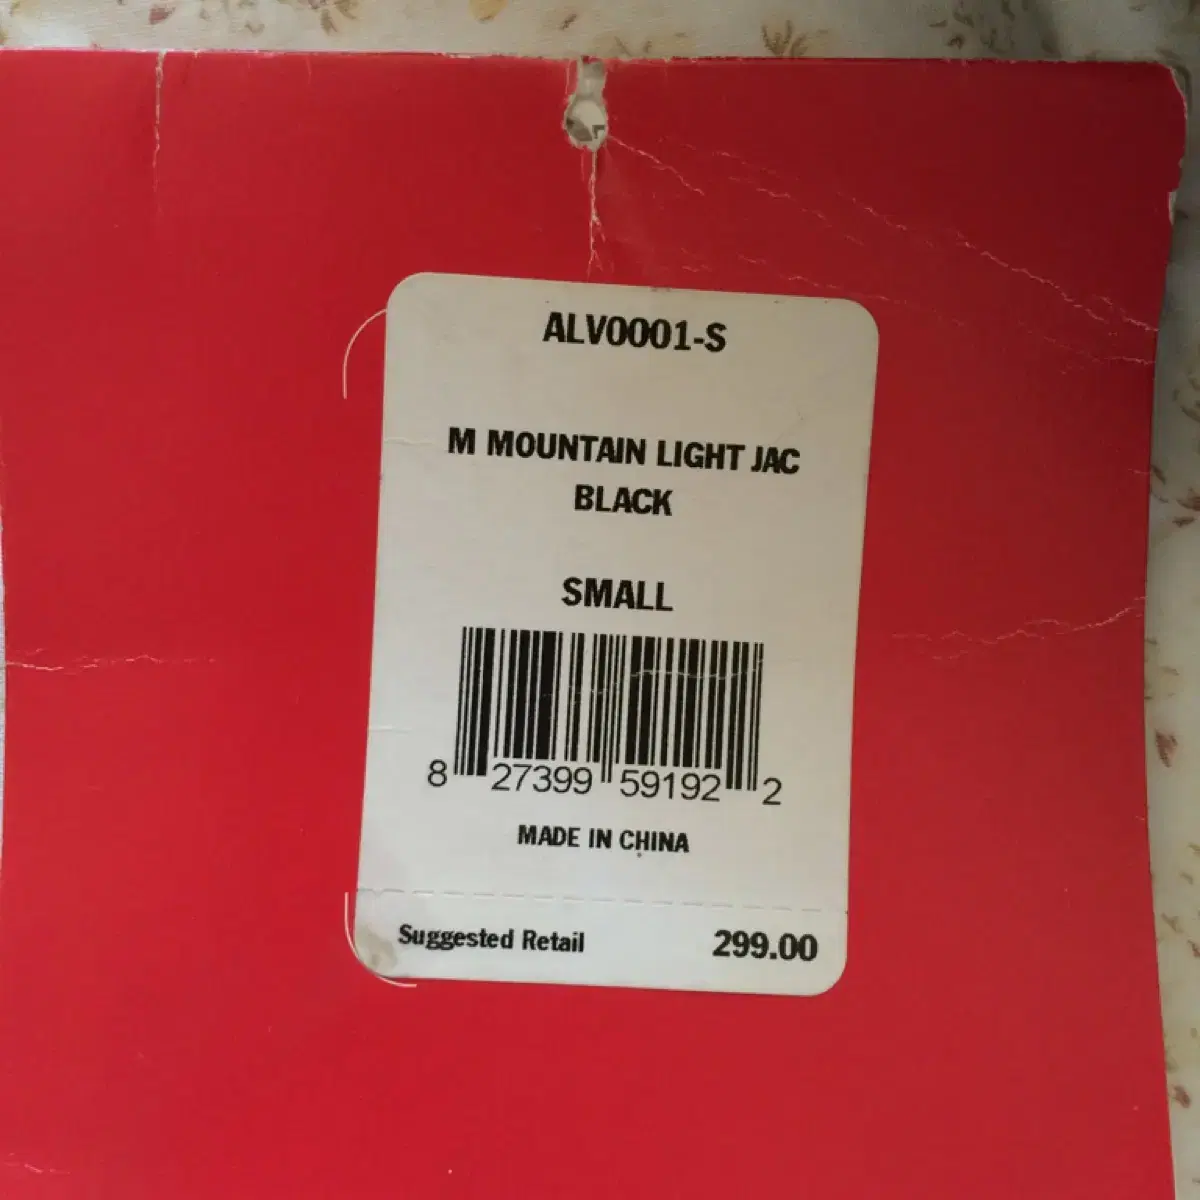 ALV0001-S
M MOUNTAIN LIGHT JAC
BLACK
SMALL
8 27399 59192 2
MADE IN CHINA
Suggested Retail 299.00